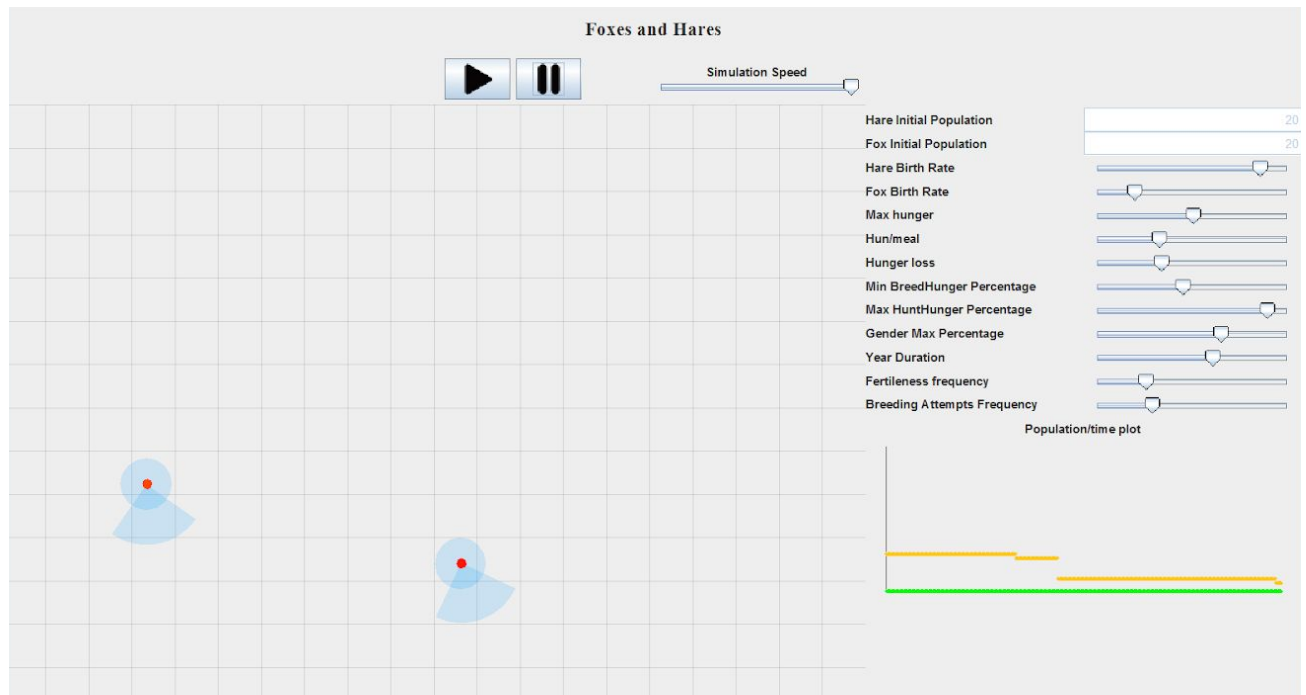 Foxes and Hares
Simulation Speed
Hare Initial Population 20
Fox Initial Population 20
Hare Birth Rate
Fox Birth Rate
Max hunger
Hun/meal
Hunger loss
Min BreedHunger Percentage
Max HuntHunger Percentage
Gender Max Percentage
Year Duration
Fertileness frequency
Breeding Attempts Frequency
Population/time plot